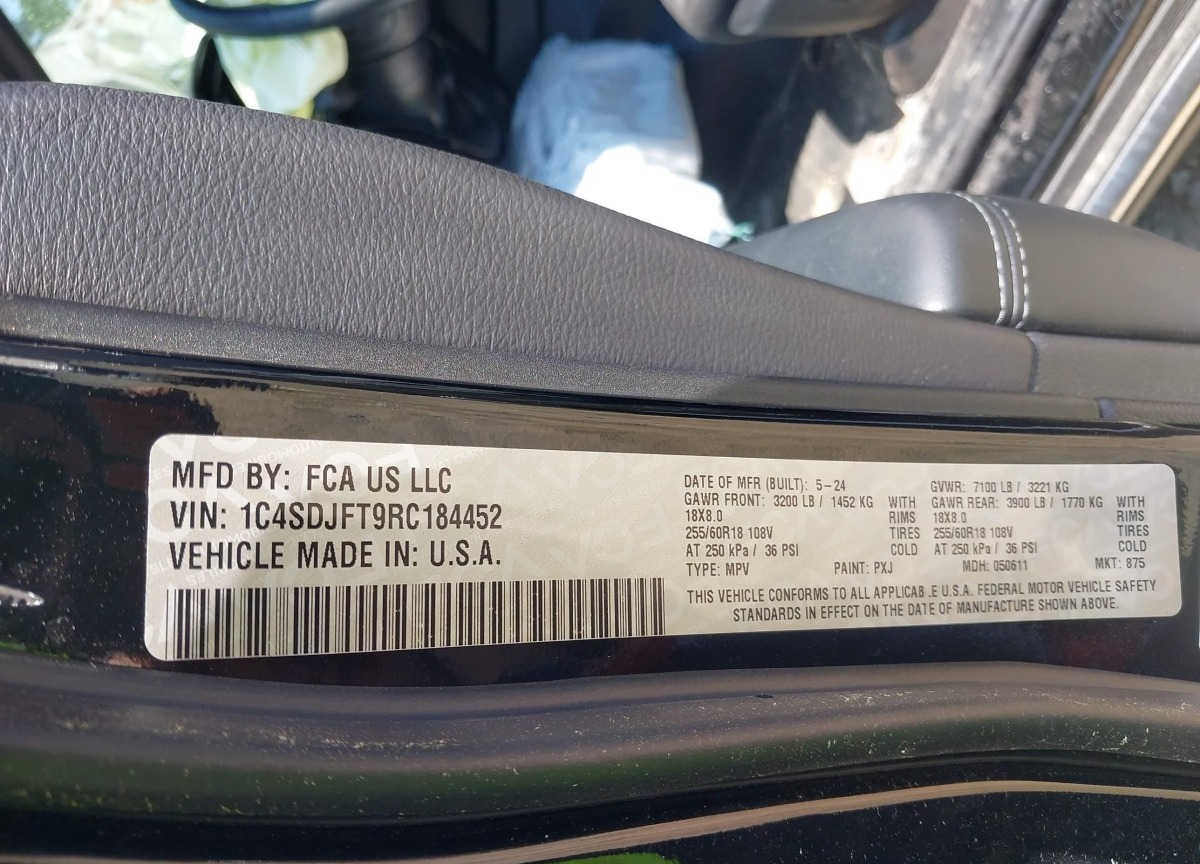 MFD BY: FCA US LLC
VIN: 1C4SDJFT9RC184452
VEHICLE MADE IN: U.S.A.
DATE OF MFR (BUILT): 5-24 GVWR: 7100 LB / 3221 KG
GAWR FRONT: 3200 LB / 1452 KG WITH GAWR REAR: 3900 LB / 1770 KG WITH
18X8.0 RIMS 18X8.0 RIMS
255/60R18 108V TIRES 255/60R18 108V TIRES
AT 250 kPa / 36 PSI COLD AT 250 kPa / 36 PSI COLD
TYPE: MPV PAINT: PXJ MDH: 050611 MKT: 875
THIS VEHICLE CONFORMS TO ALL APPLICAB .E U.S.A. FEDERAL MOTOR VEHICLE SAFETY
STANDARDS IN EFFECT ON THE DATE OF MANUFACTURE SHOWN ABOVE.